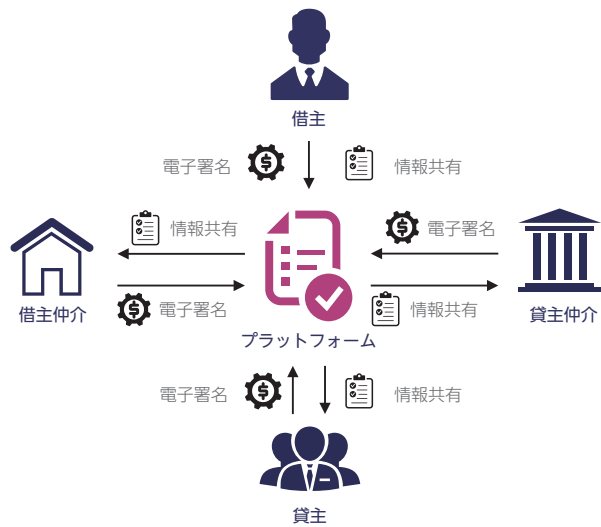 借主
電子署名
情報共有
情報共有
電子署名
借主仲介
電子署名
情報共有
貸主仲介
プラットフォーム
電子署名
情報共有
貸主